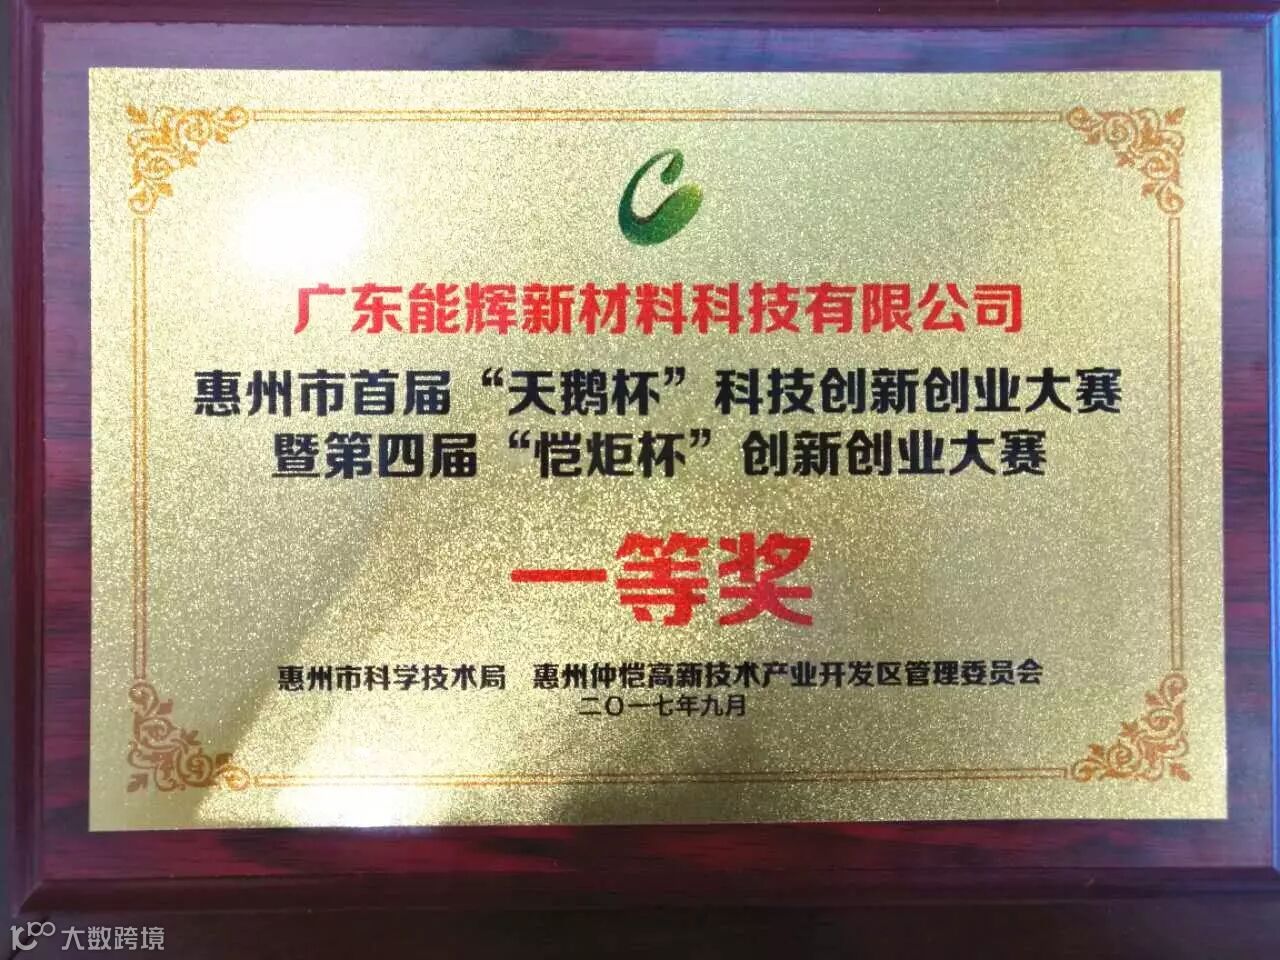 广东能辉新材料科技有限公司
惠州市首届“天鹅杯”科技创新创业大赛
暨第四届“恺炬杯”创新创业大赛
一等奖
惠州市科学技术局 惠州仲恺高新技术产业开发区管理委员会
二〇一七年九月
大数跨境